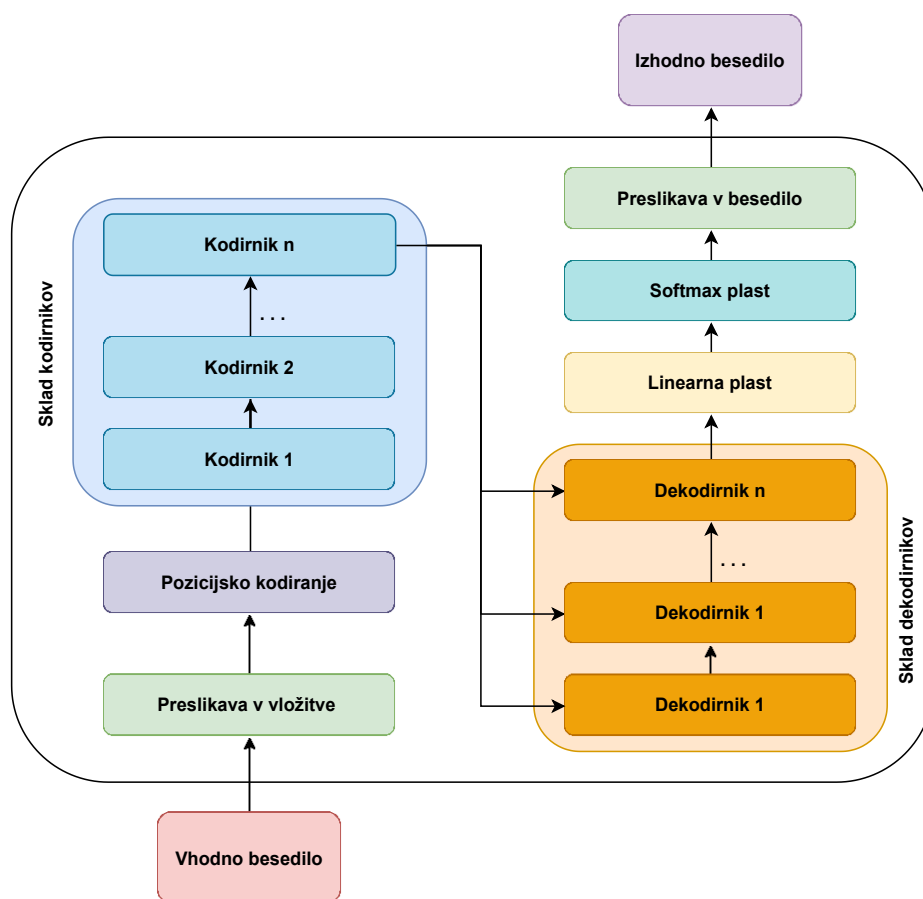 Izhodno besedilo
Preslikava v besedilo
Softmax plast
Linearna plast
Sklad kodirnikov
Kodirnik n
. . .
Kodirnik 2
Kodirnik 1
Pozicijsko kodiranje
Preslikava v vložitve
Vhodno besedilo
Sklad dekodirnikov
Dekodirnik n
. . .
Dekodirnik 1
Dekodirnik 1